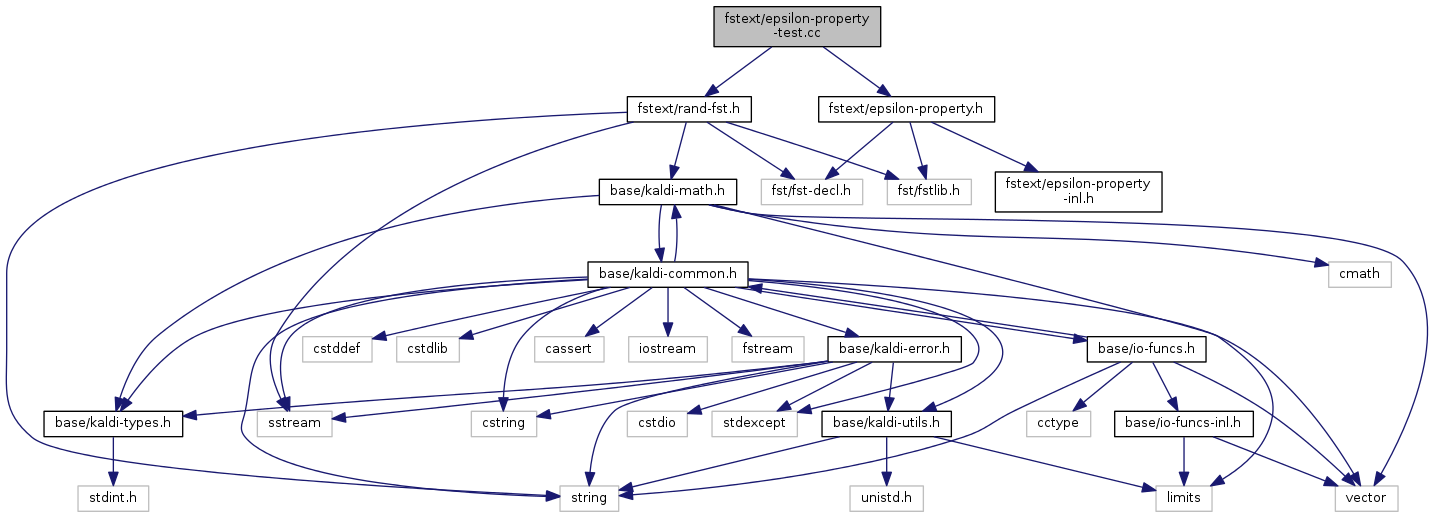 fstext/epsilon-property
-test.cc
fstext/rand-fst.h
fstext/epsilon-property.h
base/kaldi-math.h
fst/fst-decl.h
fst/fstlib.h
fstext/epsilon-property
-inl.h
base/kaldi-common.h
cmath
cstddef
cstdlib
cassert
iostream
fstream
base/kaldi-error.h
base/io-funcs.h
base/kaldi-types.h
sstream
cstring
cstdio
stdexcept
base/kaldi-utils.h
cctype
base/io-funcs-inl.h
stdint.h
string
unistd.h
limits
vector